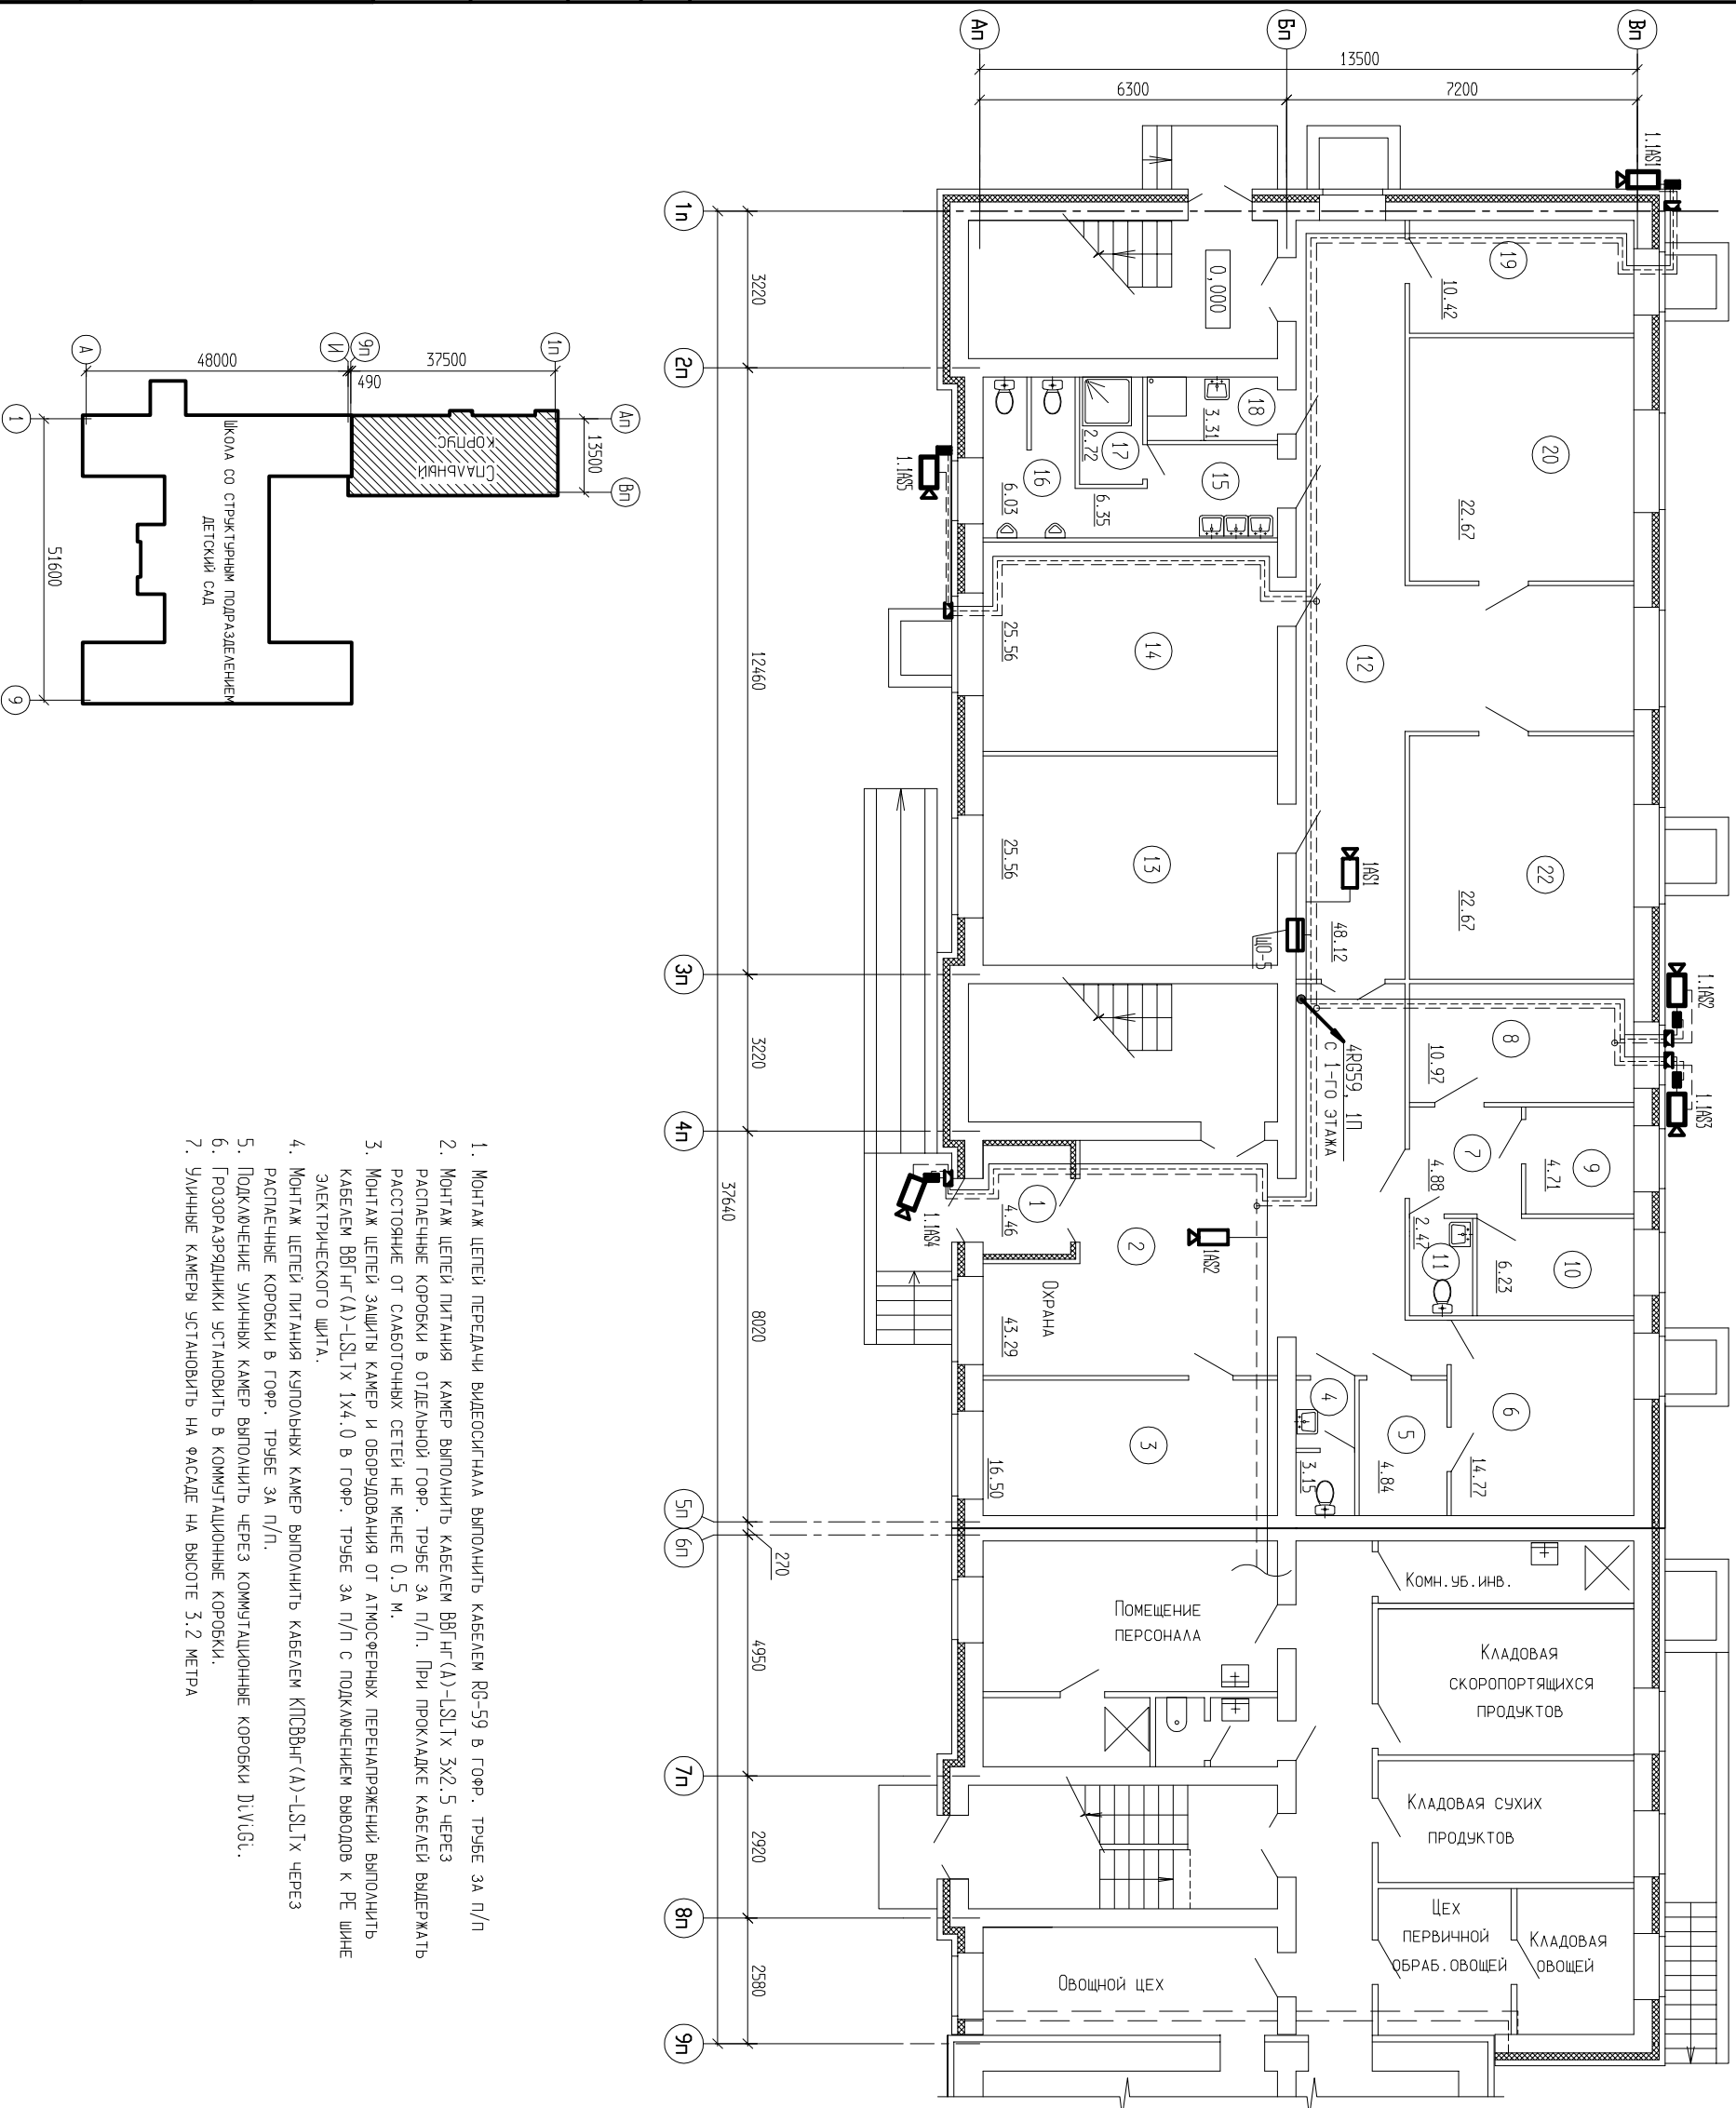 Ап
Бп
Вп
13500
6300
7200
1.1AS1
1п
2п
3п
4п
5п
6п
7п
8п
9п
3220
12460
3220
8020
270
4950
2920
2580
37640
0,000
19
10.42
20
22.67
18
3.31
17
2.72
16
6.03
15
6.35
1.1AS5
14
25.56
12
13
25.56
22
22.67
1AS1
48.12
ЩО-5
1.1AS2
1.1AS3
4RG59, 1П
с 1-го этажа
8
10.97
7
4.88
9
4.71
10
6.23
11
2.47
1
4.46
2
1.1AS4
1AS2
Охрана
43.29
3
16.50
4
3.15
5
4.84
6
14.77
Комн.уб.инв.
Помещение
персонала
Кладовая
скоропортящихся
продуктов
Кладовая сухих
продуктов
Цех
первичной
обраб.овощей
Кладовая
овощей
Овощной цех
1п
9п
И
А
37500
490
48000
Ап
Вп
13500
1
9
51600
Спальный
корпус
Школа со структурным подразделением
детский сад
1. Монтаж цепей передачи видеосигнала выполнить кабелем RG-59 в гофр. трубе за п/п
2. Монтаж цепей питания камер выполнить кабелем ВВГнг(А)-LSLTx 3х2.5 через
распаечные коробки в отдельной гофр. трубе за п/п. При прокладке кабелей выдержать
расстояние от слаботочных сетей не менее 0.5 м.
3. Монтаж цепей защиты камер и оборудования от атмосферных перенапряжений выполнить
кабелем ВВГнг(А)-LSLTx 1х4.0 в гофр. трубе за п/п с подключением выводов к РЕ шине
электрического щита.
4. Монтаж цепей питания купольных камер выполнить кабелем КПСВВнг(А)-LSLTx через
распаечные коробки в гофр. трубе за п/п.
5. Подключение уличных камер выполнить через коммутационные коробки DiViGi.
6. Грозоразрядники установить в коммутационные коробки.
7. Уличные камеры установить на фасаде на высоте 3.2 метра